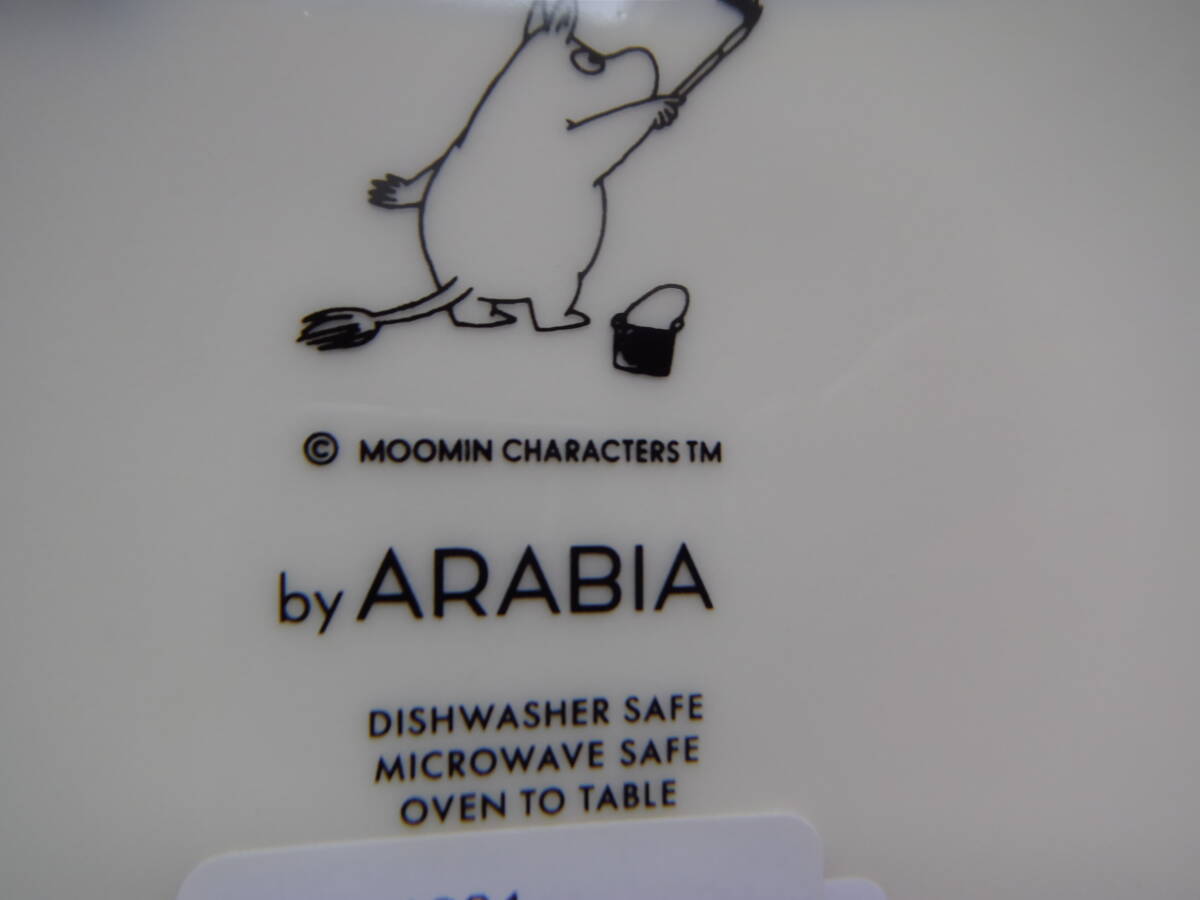 © MOOMIN CHARACTERS TM
by ARABIA
DISHWASHER SAFE
MICROWAVE SAFE
OVEN TO TABLE